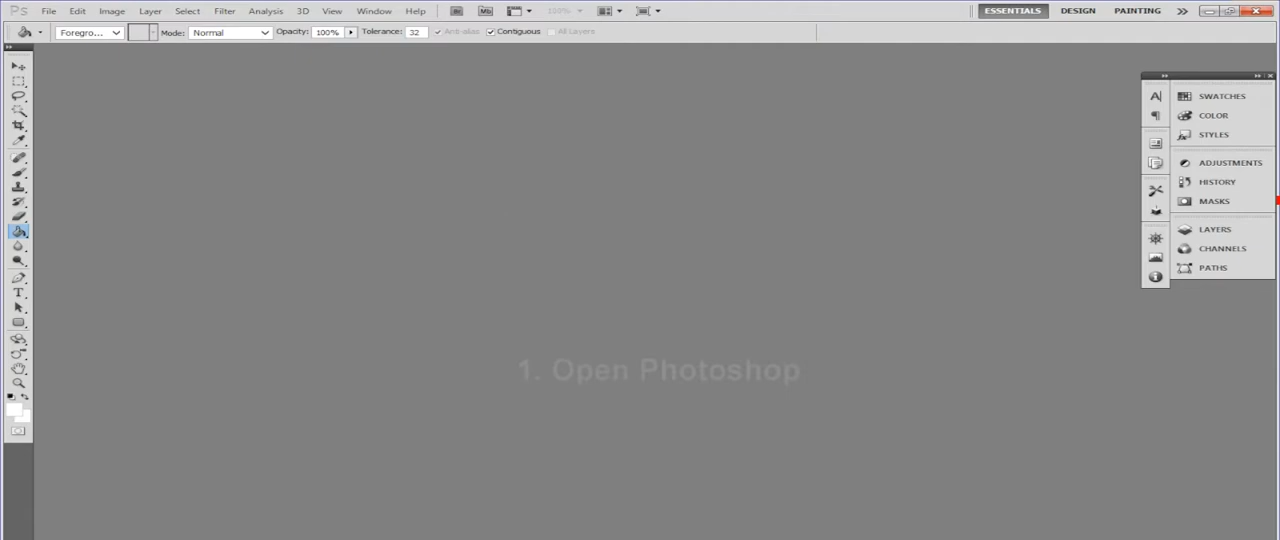 Ps File Edit Image Layer Select Filter Analysis 3D View Window Help Br Mb 100% ESSENTIALS DESIGN PAINTING
Foregro... Mode: Normal Opacity: 100% Tolerance: 32 Anti-alias Contiguous All Layers
SWATCHES
COLOR
STYLES
ADJUSTMENTS
HISTORY
MASKS
LAYERS
CHANNELS
PATHS
1. Open Photoshop